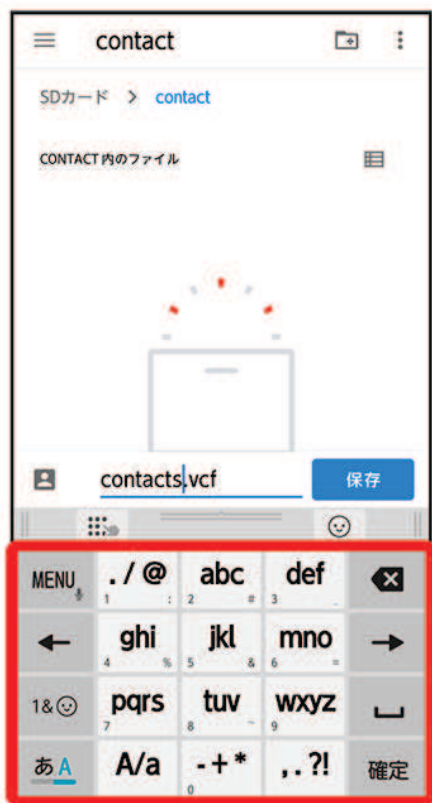 contact
SDカード > contact
CONTACT 内のファイル
contacts.vcf 保存
MENU . / @ abc def
1 : 2 # 3 .
← ghi jkl mno →
4 % 5 & 6 =
1& pqrs tuv wxyz
7 8 ~ 9
あA A/a - + * , . ?! 確定
0